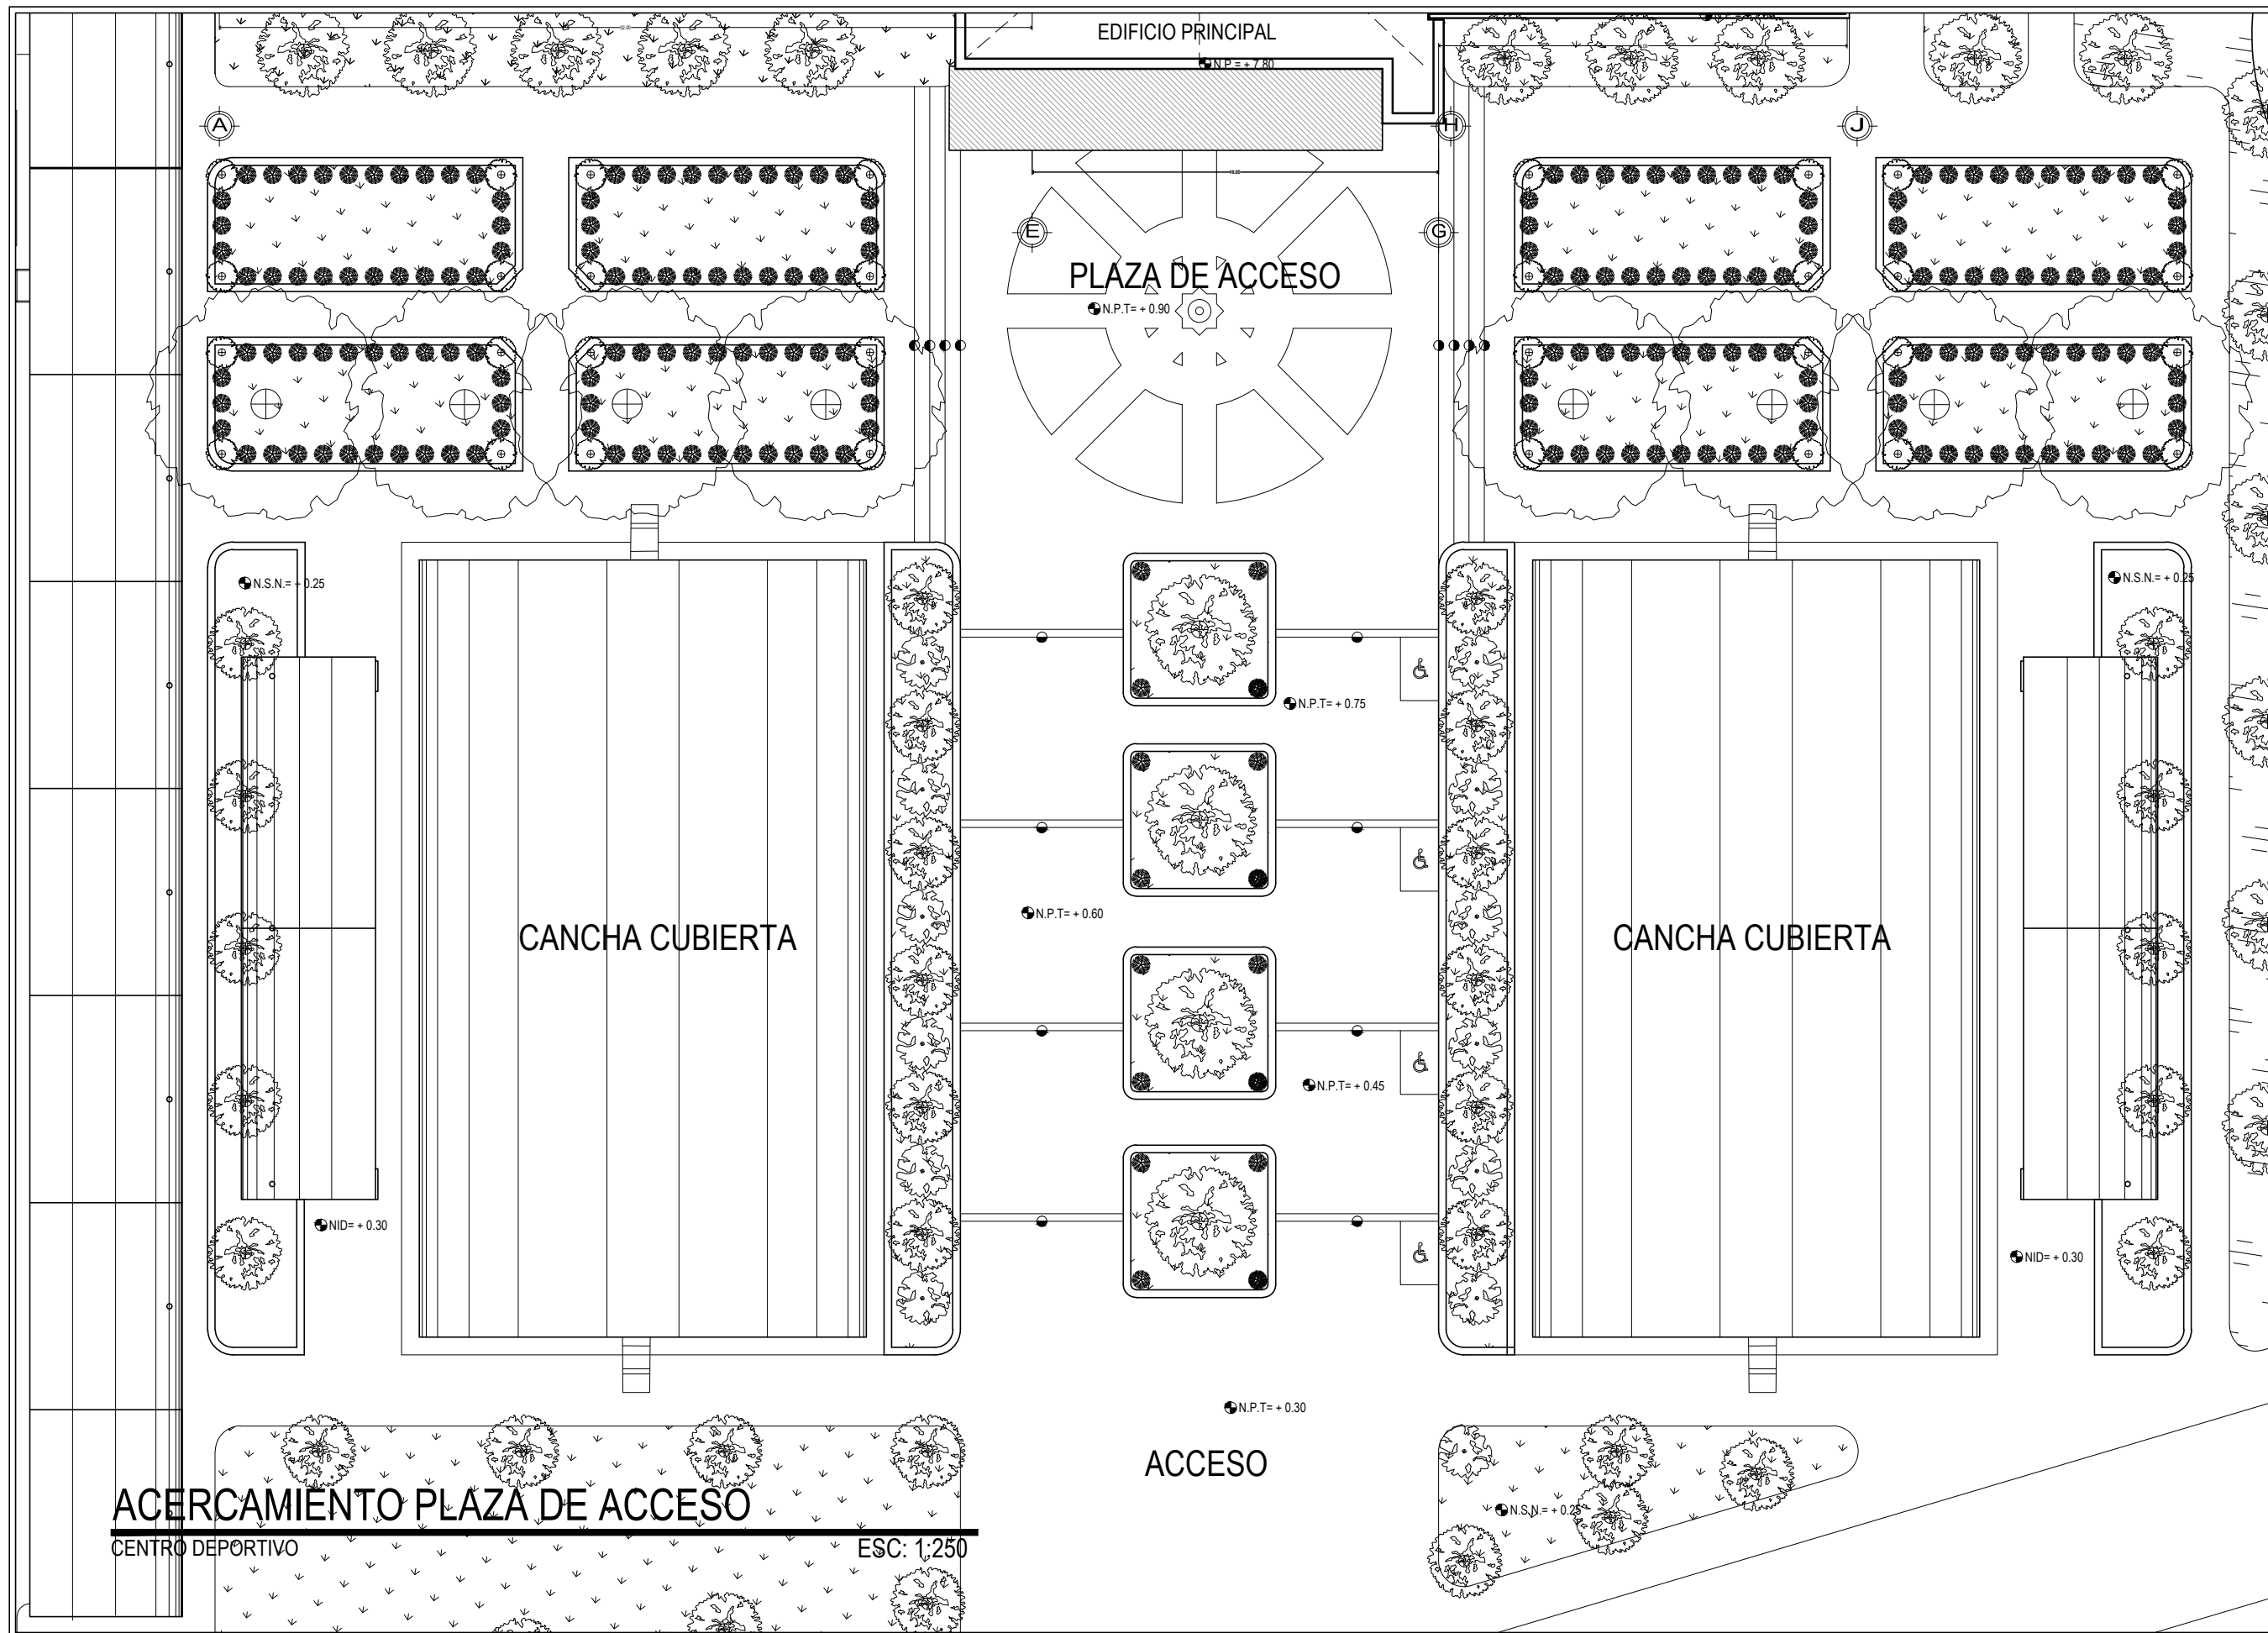 EDIFICIO PRINCIPAL
N.P.= + 7.80
A
H
J
16.00
E
G
PLAZA DE ACCESO
N.P.T= + 0.90
N.S.N.= + 0.25
N.S.N.= + 0.25
N.P.T= + 0.75
N.P.T= + 0.60
CANCHA CUBIERTA
CANCHA CUBIERTA
N.P.T= + 0.45
NID= + 0.30
NID= + 0.30
N.P.T= + 0.30
ACCESO
ACERCAMIENTO PLAZA DE ACCESO
N.S.N.= + 0.25
CENTRO DEPORTIVO
ESC: 1:250